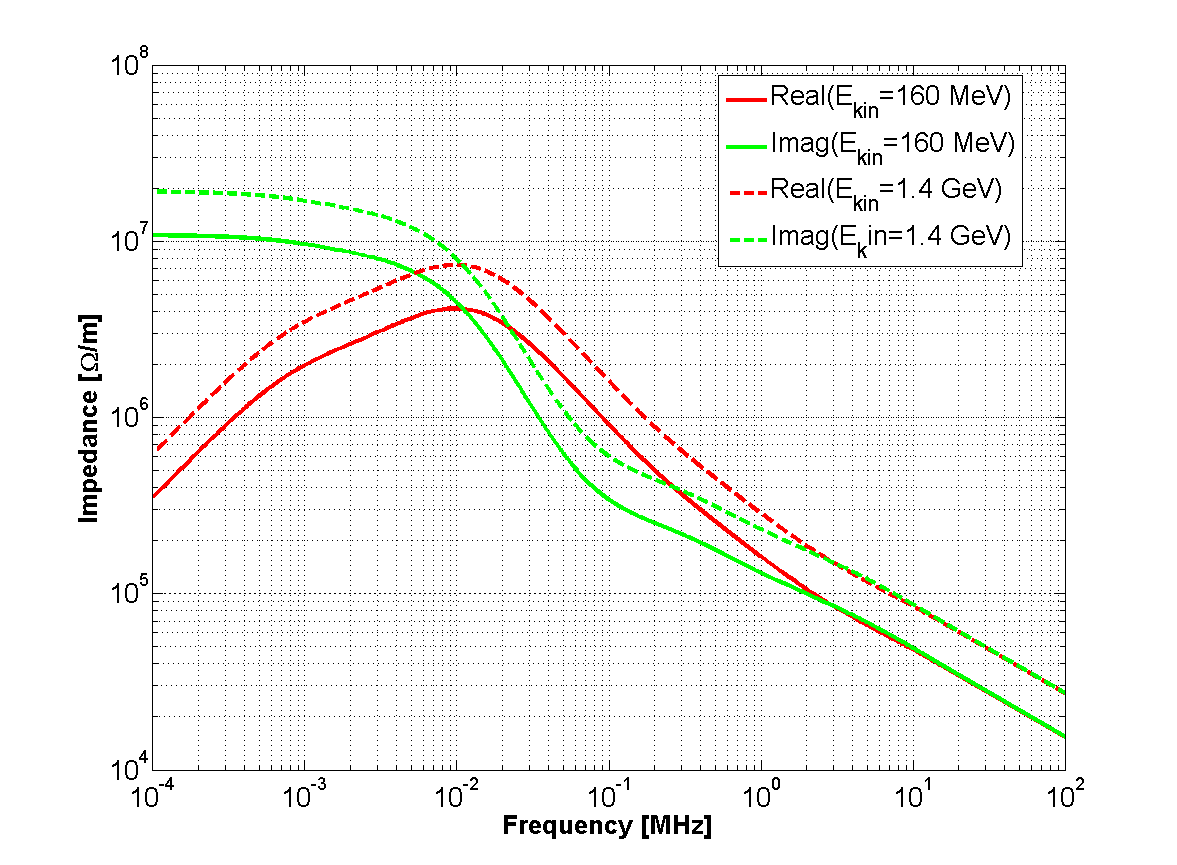 10^8
10^7
10^6
10^5
10^4
Impedance [Ω/m]
Real(E_kin=160 MeV)
Imag(E_kin=160 MeV)
Real(E_kin=1.4 GeV)
Imag(E_kin=1.4 GeV)
10^-4 10^-3 10^-2 10^-1 10^0 10^1 10^2
Frequency [MHz]